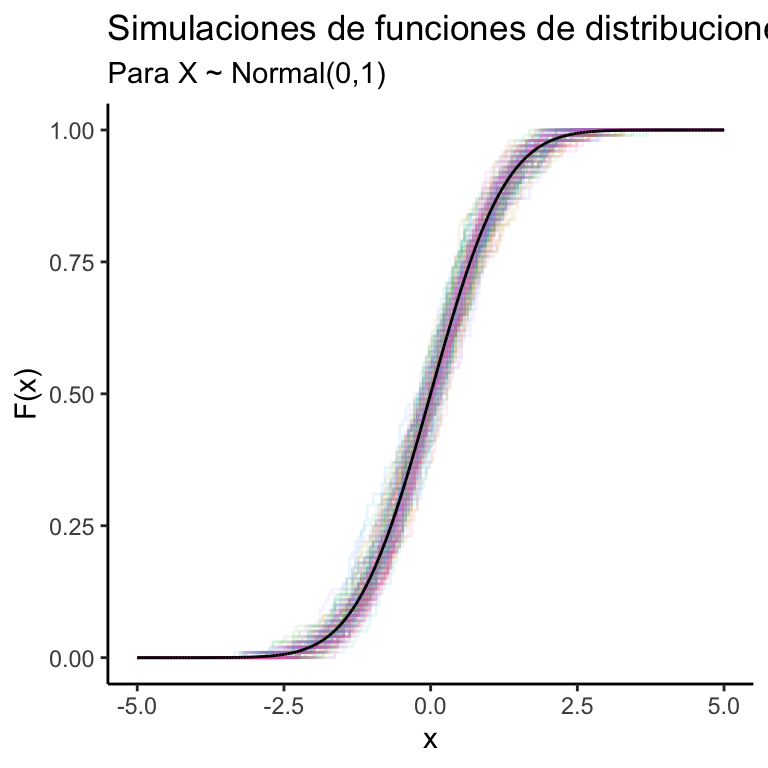 Simulaciones de funciones de distribucione
Para X ~ Normal(0,1)
1.00
0.75
0.50
0.25
0.00
F(x)
-5.0 -2.5 0.0 2.5 5.0
x